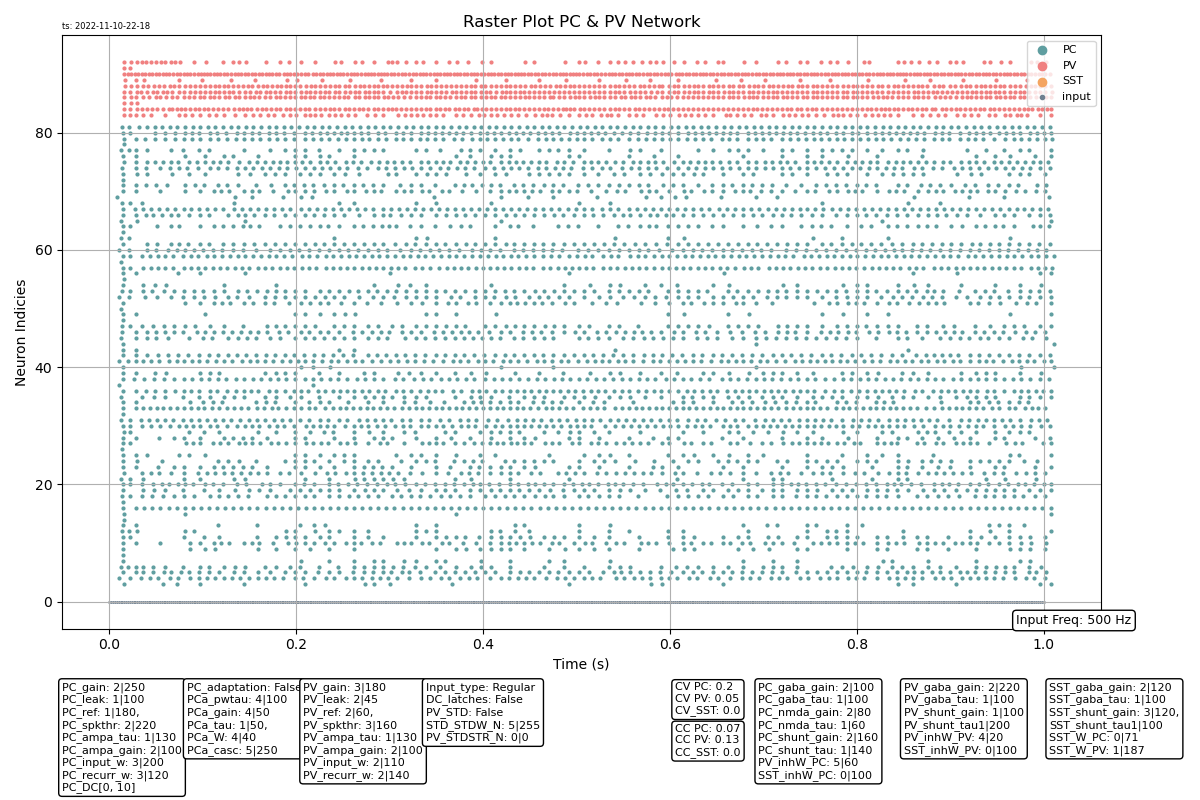 ts: 2022-11-10-22-18
Raster Plot PC & PV Network
PC
PV
SST
input
Neuron Indicies
80
60
40
20
0
0.0
0.2
0.4
0.6
0.8
1.0
Input Freq: 500 Hz
Time (s)
PC_gain: 2|250
PC_leak: 1|100
PC_ref: 1|180,
PC_spkthr: 2|220
PC_ampa_tau: 1|130
PC_ampa_gain: 2|100
PC_input_w: 3|200
PC_recurr_w: 3|120
PC_DC[0, 10]
PC_adaptation: False
PCa_pwtau: 4|100
PCa_gain: 4|50
PCa_tau: 1|50,
PCa_W: 4|40
PCa_casc: 5|250
PV_gain: 3|180
PV_leak: 2|45
PV_ref: 2|60,
PV_spkthr: 3|160
PV_ampa_tau: 1|130
PV_ampa_gain: 2|100
PV_input_w: 2|110
PV_recurr_w: 2|140
Input_type: Regular
DC_latches: False
PV_STD: False
STD_STDW_N: 5|255
PV_STDSTR_N: 0|0
CV PC: 0.2
CV PV: 0.05
CV_SST: 0.0
CC PC: 0.07
CC PV: 0.13
CC_SST: 0.0
PC_gaba_gain: 2|100
PC_gaba_tau: 1|100
PC_nmda_gain: 2|80
PC_nmda_tau: 1|60
PC_shunt_gain: 2|160
PC_shunt_tau: 1|140
PV_inhW_PC: 5|60
SST_inhW_PC: 0|100
PV_gaba_gain: 2|220
PV_gaba_tau: 1|100
PV_shunt_gain: 1|100
PV_shunt_tau1|200
PV_inhW_PV: 4|20
SST_inhW_PV: 0|100
SST_gaba_gain: 2|120
SST_gaba_tau: 1|100
SST_shunt_gain: 3|120,
SST_shunt_tau1|100
SST_W_PC: 0|71
SST_W_PV: 1|187